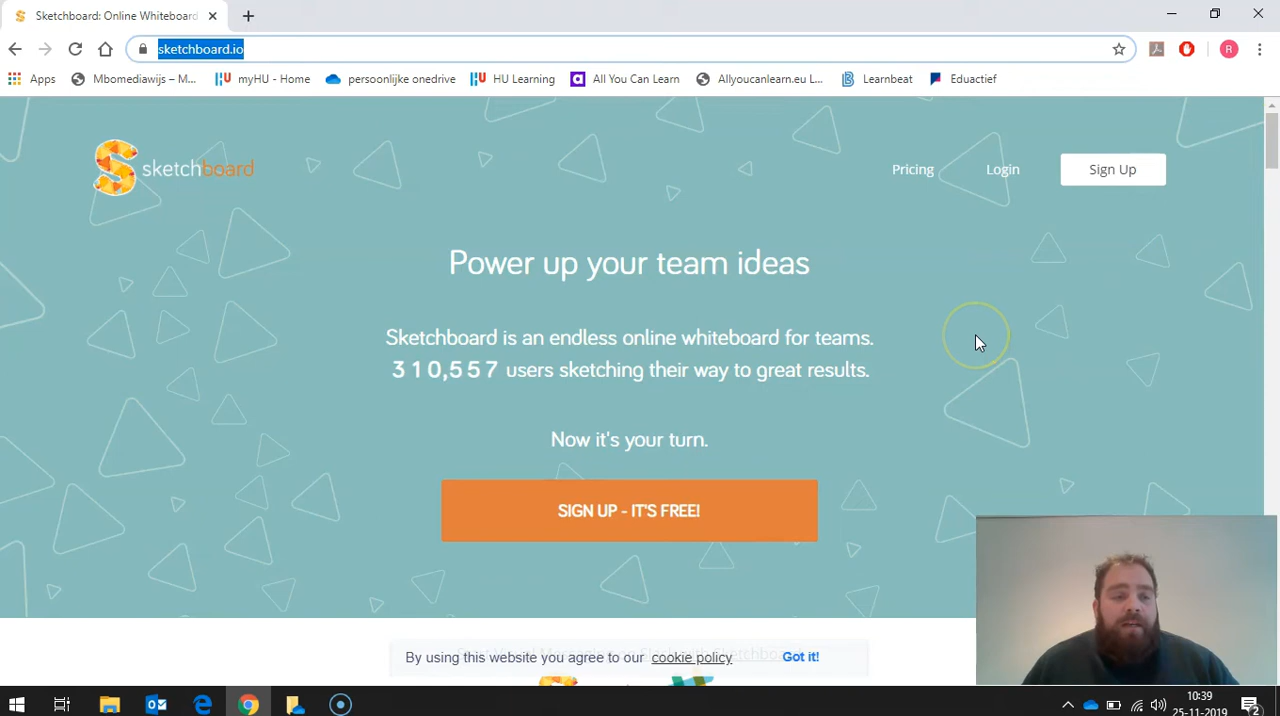 Sketchboard: Online Whiteboard
sketchboard.io
Apps
Mbomediawijs – M...
myHU - Home
persoonlijke onedrive
HU Learning
All You Can Learn
Allyoucanlearn.eu L...
Learnbeat
Eduactief
R
sketchboard
Pricing
Login
Sign Up
Power up your team ideas
Sketchboard is an endless online whiteboard for teams.
310,557 users sketching their way to great results.
Now it's your turn.
SIGN UP - IT'S FREE!
By using this website you agree to our cookie policy
Got it!
10:39
25-11-2019
2